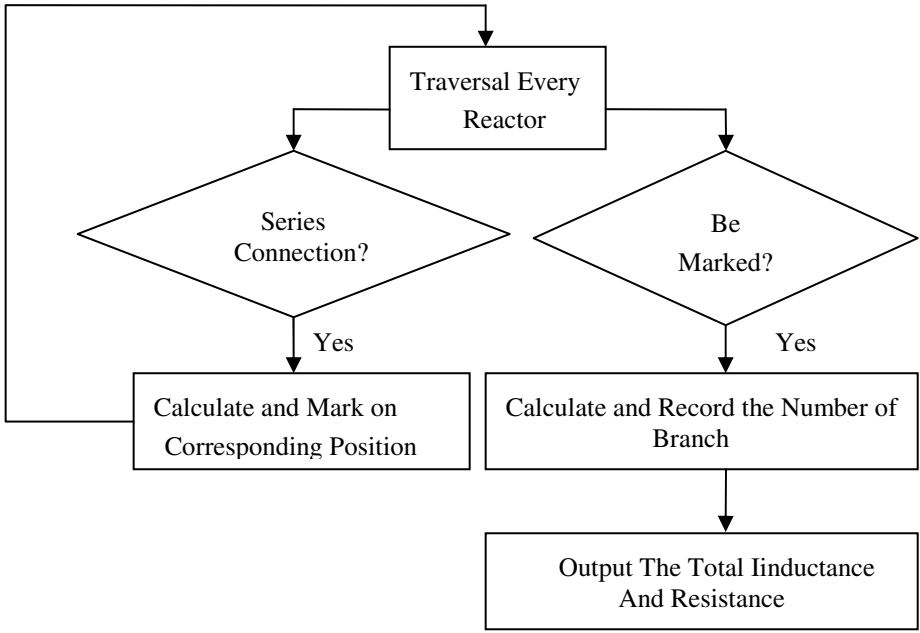 Traversal Every
Reactor
Series
Connection?
Be
Marked?
Yes
Yes
Calculate and Mark on
Corresponding Position
Calculate and Record the Number of
Branch
Output The Total Iinductance
And Resistance